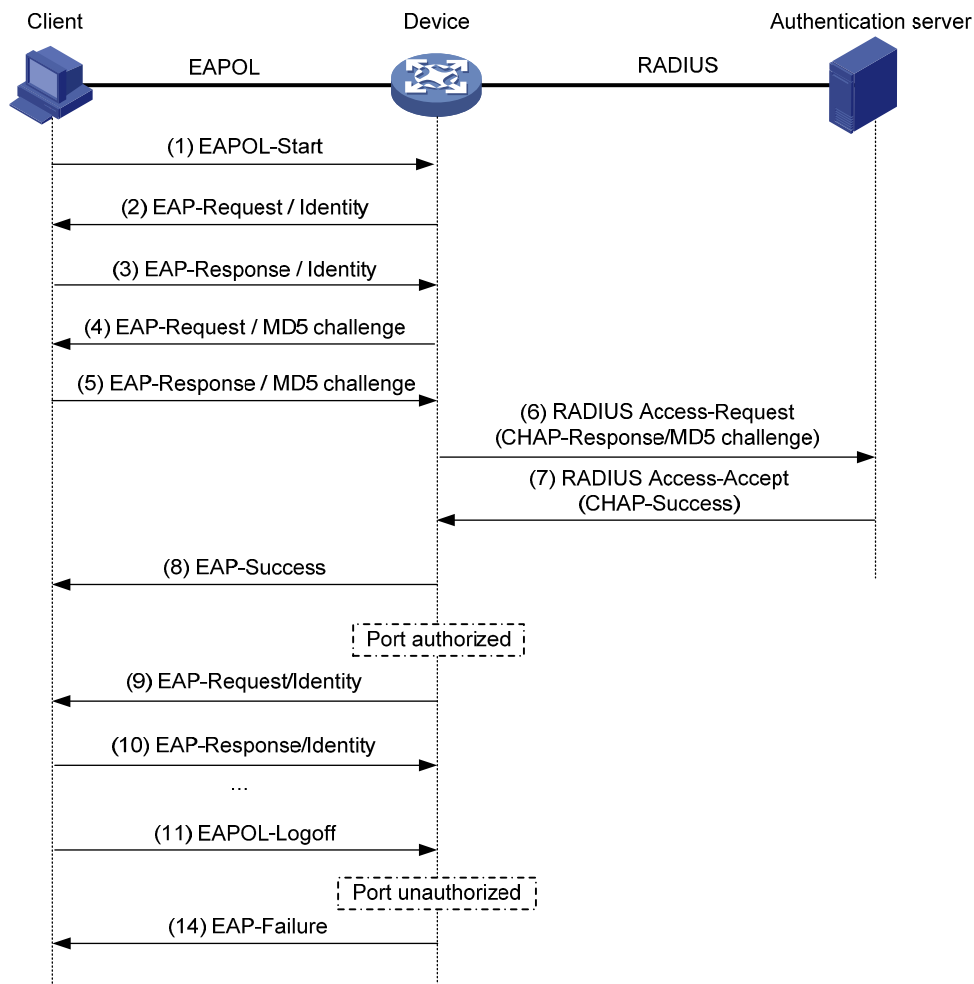 Client
Device
Authentication server
EAPOL
RADIUS
(1) EAPOL-Start
(2) EAP-Request / Identity
(3) EAP-Response / Identity
(4) EAP-Request / MD5 challenge
(5) EAP-Response / MD5 challenge
(6) RADIUS Access-Request
(CHAP-Response/MD5 challenge)
(7) RADIUS Access-Accept
(CHAP-Success)
(8) EAP-Success
Port authorized
(9) EAP-Request/Identity
(10) EAP-Response/Identity
...
(11) EAPOL-Logoff
Port unauthorized
(14) EAP-Failure